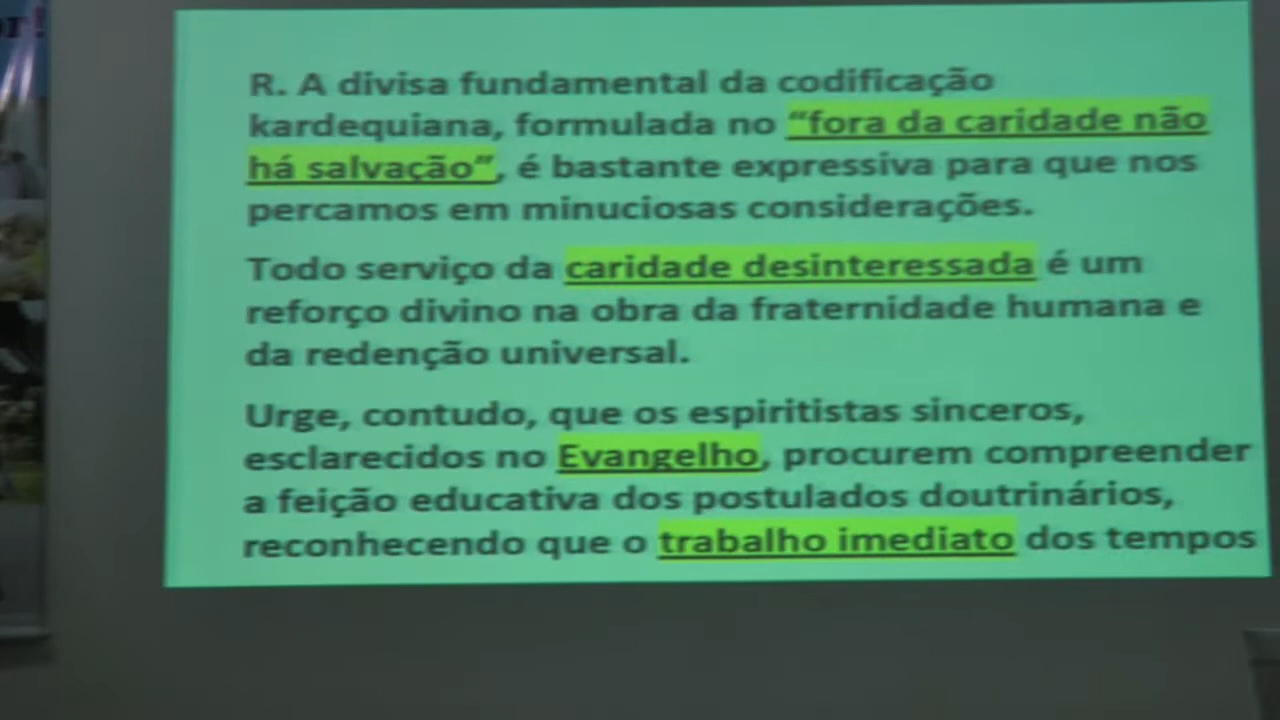 R. A divisa fundamental da codificação
kardequiana, formulada no “fora da caridade não
há salvação”, é bastante expressiva para que nos
percamos em minuciosas considerações.
Todo serviço da caridade desinteressada é um
reforço divino na obra da fraternidade humana e
da redenção universal.
Urge, contudo, que os espiritistas sinceros,
esclarecidos no Evangelho, procurem compreender
a feição educativa dos postulados doutrinários,
reconhecendo que o trabalho imediato dos tempos